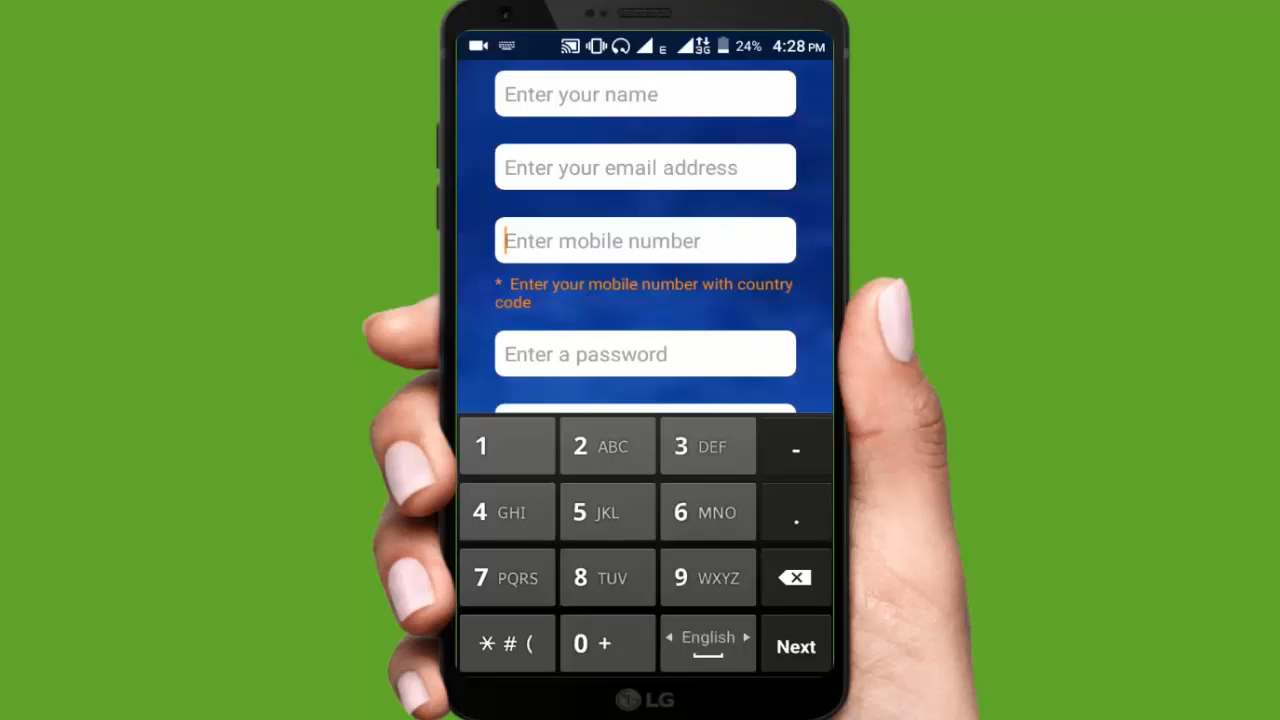 E 3G 24% 4:28 PM
Enter your name
Enter your email address
Enter mobile number
* Enter your mobile number with country
code
Enter a password
1 2 ABC 3 DEF -
4 GHI 5 JKL 6 MNO .
7 PQRS 8 TUV 9 WXYZ
* # ( 0 + English Next
LG